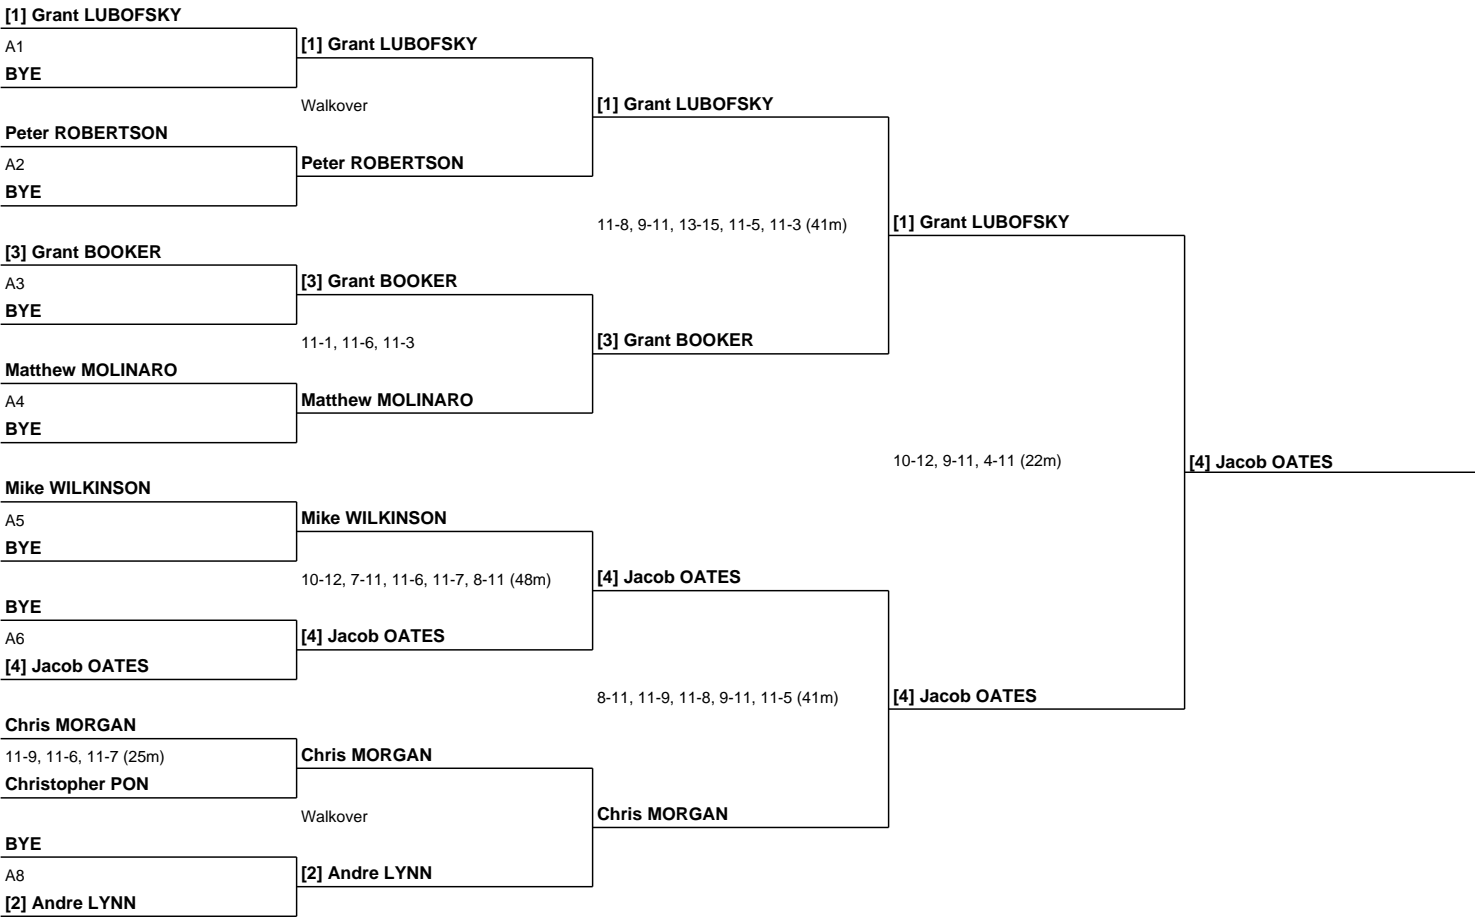 [1] Grant LUBOFSKY
A1
BYE
Peter ROBERTSON
A2
BYE
[3] Grant BOOKER
A3
BYE
Matthew MOLINARO
A4
BYE
Mike WILKINSON
A5
BYE
BYE
A6
[4] Jacob OATES
Chris MORGAN
11-9, 11-6, 11-7 (25m)
Christopher PON
BYE
A8
[2] Andre LYNN
[1] Grant LUBOFSKY
Walkover
Peter ROBERTSON
[3] Grant BOOKER
11-1, 11-6, 11-3
Matthew MOLINARO
Mike WILKINSON
10-12, 7-11, 11-6, 11-7, 8-11 (48m)
[4] Jacob OATES
Chris MORGAN
Walkover
[2] Andre LYNN
[1] Grant LUBOFSKY
11-8, 9-11, 13-15, 11-5, 11-3 (41m)
[3] Grant BOOKER
[4] Jacob OATES
8-11, 11-9, 11-8, 9-11, 11-5 (41m)
Chris MORGAN
[1] Grant LUBOFSKY
10-12, 9-11, 4-11 (22m)
[4] Jacob OATES
[4] Jacob OATES